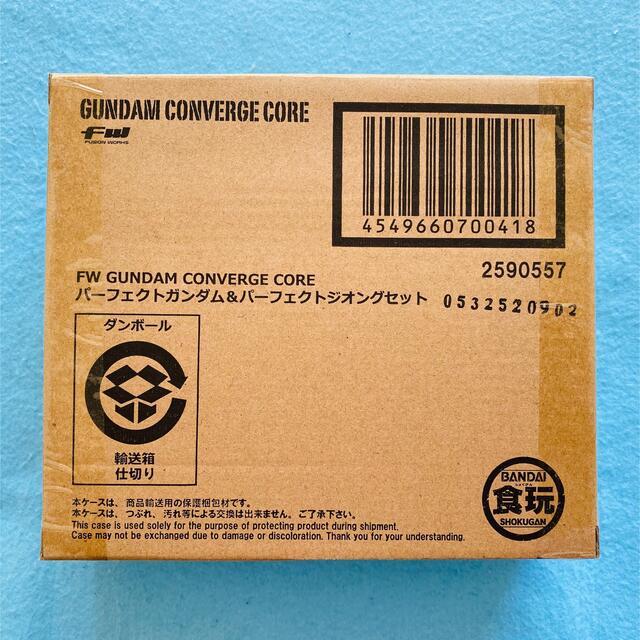 GUNDAM CONVERGE CORE
FW
FUSION WORKS
4549660700418
2590557
FW GUNDAM CONVERGE CORE
パーフェクトガンダム&パーフェクトジオングセット
0532520902
ダンボール
輸送箱
仕切り
本ケースは、商品輸送用の保護梱包材です。
本ケースは、つぶれ、汚れ等による交換は出来ません。ご了承下さい。
This case is used solely for the purpose of protecting product during shipment.
Case may not be exchanged due to damage or discoloration. Thank you for your understanding.
BANDAI
しょくがん
食玩
SHOKUGAN